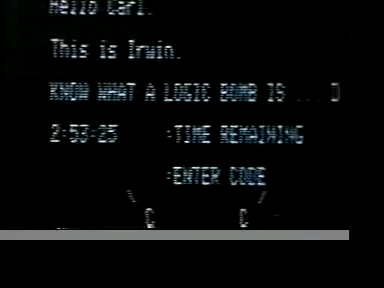 Hello Carl.
This is Irwin.
KNOW WHAT A LOGIC BOMB IS ... D
2:53:25 :TIME REMAINING
:ENTER CODE
C C